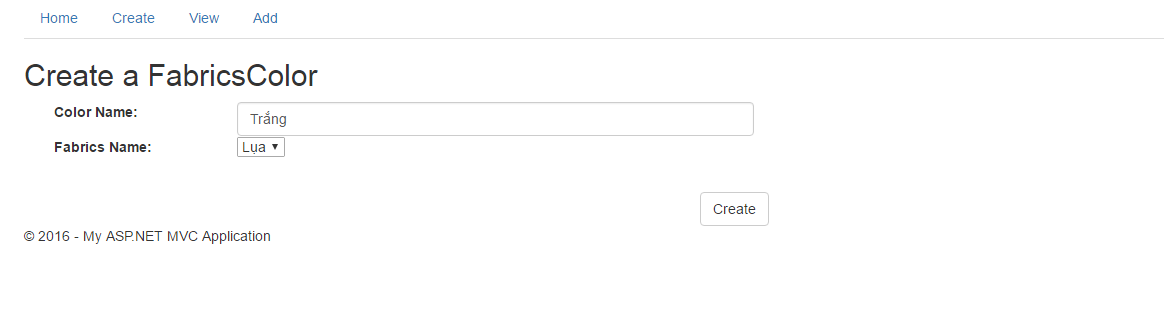 Home Create View Add
Create a FabricsColor
Color Name: Trắng
Fabrics Name: Lụa
Create
© 2016 - My ASP.NET MVC Application